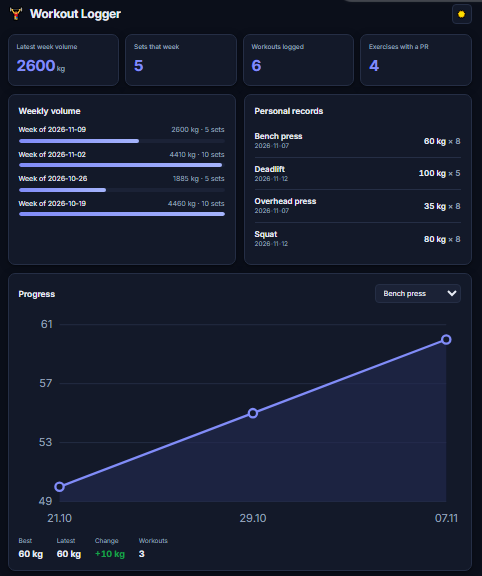 Workout Logger
Latest week volume
2600 kg
Sets that week
5
Workouts logged
6
Exercises with a PR
4
Weekly volume
Week of 2026-11-09 2600 kg · 5 sets
Week of 2026-11-02 4410 kg · 10 sets
Week of 2026-10-26 1885 kg · 5 sets
Week of 2026-10-19 4460 kg · 10 sets
Personal records
Bench press
2026-11-07
60 kg × 8
Deadlift
2026-11-12
100 kg × 5
Overhead press
2026-11-07
35 kg × 8
Squat
2026-11-12
80 kg × 8
Progress
Bench press
61
57
53
49
21.10 29.10 07.11
Best Latest Change Workouts
60 kg 60 kg +10 kg 3